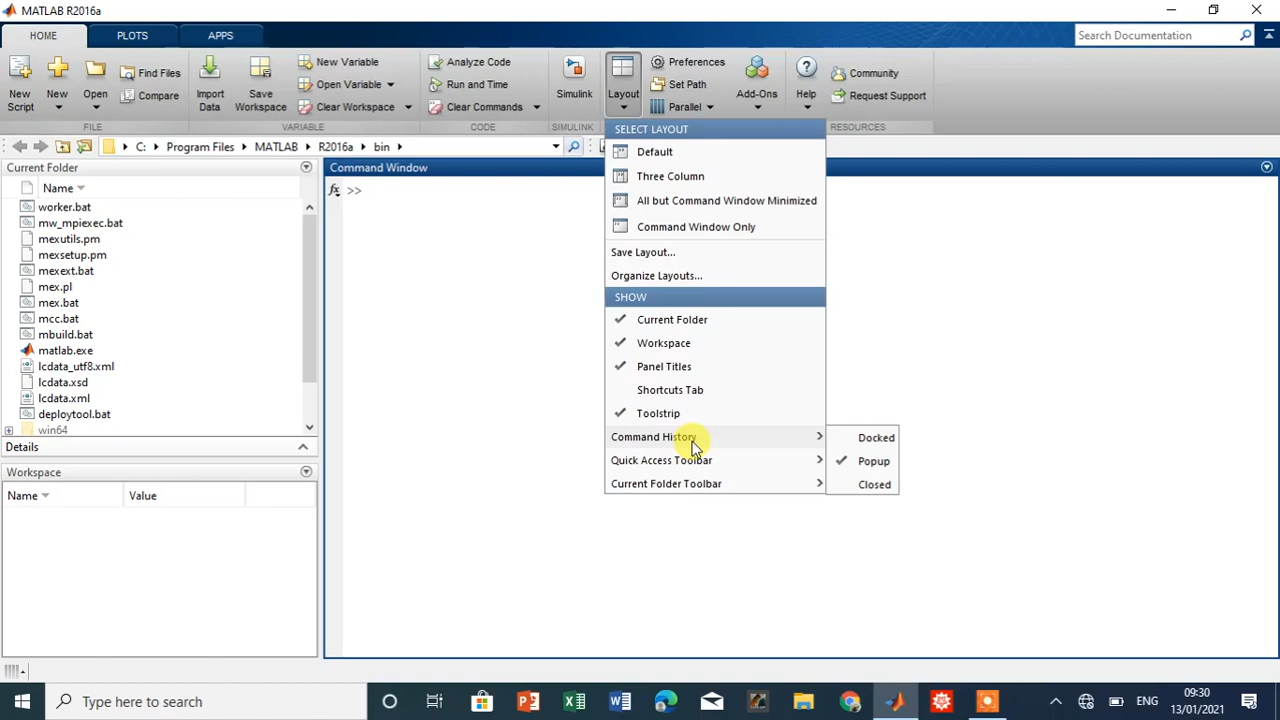 MATLAB R2016a
HOME PLOTS APPS
Search Documentation
New Script
New
Open
Find Files
Compare
FILE
Import Data
Save Workspace
New Variable
Open Variable
Clear Workspace
VARIABLE
Analyze Code
Run and Time
Clear Commands
CODE
Simulink
SIMULINK
Layout
Preferences
Set Path
Parallel
Add-Ons
Help
Community
Request Support
RESOURCES
C: Program Files MATLAB R2016a bin
Current Folder
Name
worker.bat
mw_mpiexec.bat
mexutils.pm
mexsetup.pm
mexext.bat
mex.pl
mex.bat
mcc.bat
mbuild.bat
matlab.exe
lcdata_utf8.xml
lcdata.xsd
lcdata.xml
deploytool.bat
win64
Details
Workspace
Name Value
Command Window
fx >>
SELECT LAYOUT
Default
Three Column
All but Command Window Minimized
Command Window Only
Save Layout...
Organize Layouts...
SHOW
Current Folder
Workspace
Panel Titles
Shortcuts Tab
Toolstrip
Command History
Quick Access Toolbar
Current Folder Toolbar
Docked
Popup
Closed
Type here to search
ENG
09:30
13/01/2021